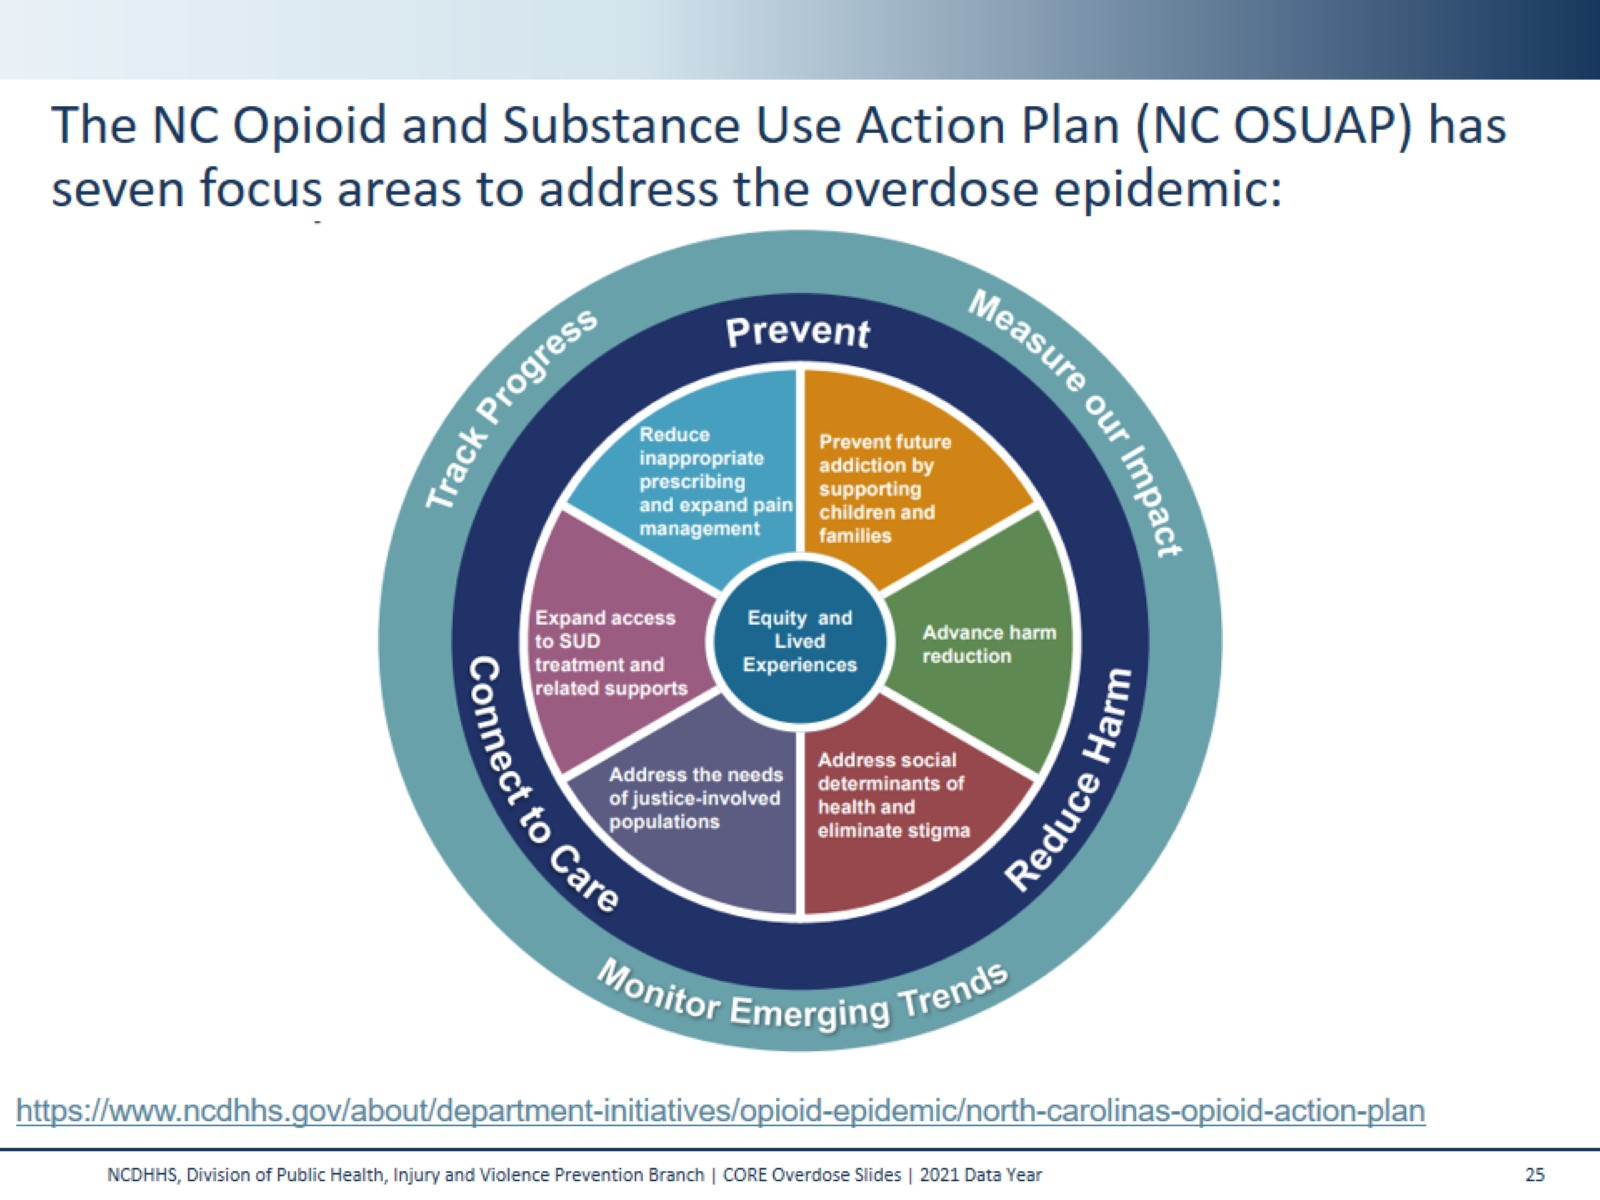 The NC Opioid and Substance Use Action Plan (NC OSUAP) has
seven focus areas to address the overdose epidemic:
Track Progress
Measure our Impact
Prevent
Reduce
inappropriate
prescribing
and expand pain
management
Prevent future
addiction by
supporting
children and
families
Expand access
to SUD
treatment and
related supports
Equity and
Lived
Experiences
Advance harm
reduction
Address the needs
of justice-involved
populations
Address social
determinants of
health and
eliminate stigma
Connect to Care
Reduce Harm
Monitor Emerging Trends
https://www.ncdhhs.gov/about/department-initiatives/opioid-epidemic/north-carolinas-opioid-action-plan
NCDHHS, Division of Public Health, Injury and Violence Prevention Branch | CORE Overdose Slides | 2021 Data Year
25